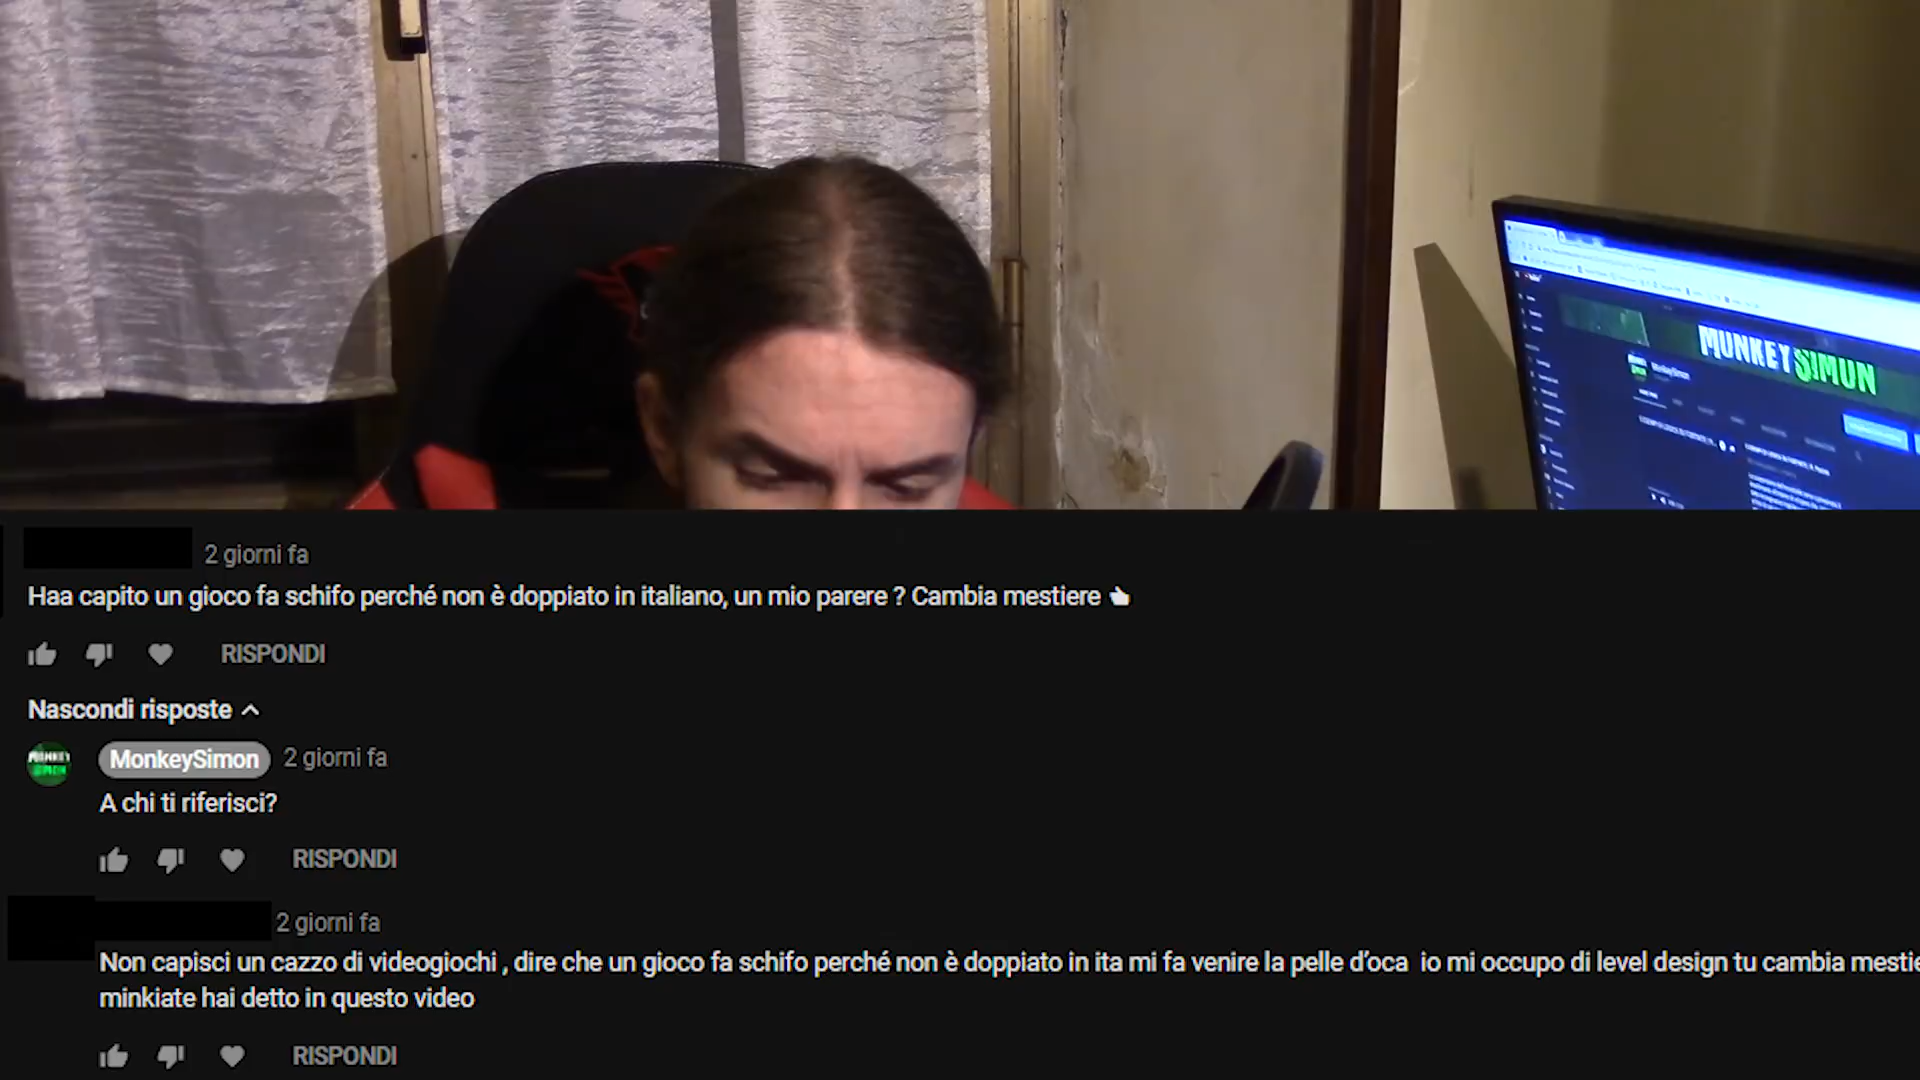 MONKEYSIMON
2 giorni fa
Haa capito un gioco fa schifo perché non è doppiato in italiano, un mio parere ? Cambia mestiere
RISPONDI
Nascondi risposte
MonkeySimon 2 giorni fa
A chi ti riferisci?
RISPONDI
2 giorni fa
Non capisci un cazzo di videogiochi , dire che un gioco fa schifo perché non è doppiato in ita mi fa venire la pelle d'oca io mi occupo di level design tu cambia mestie
minkiate hai detto in questo video
RISPONDI